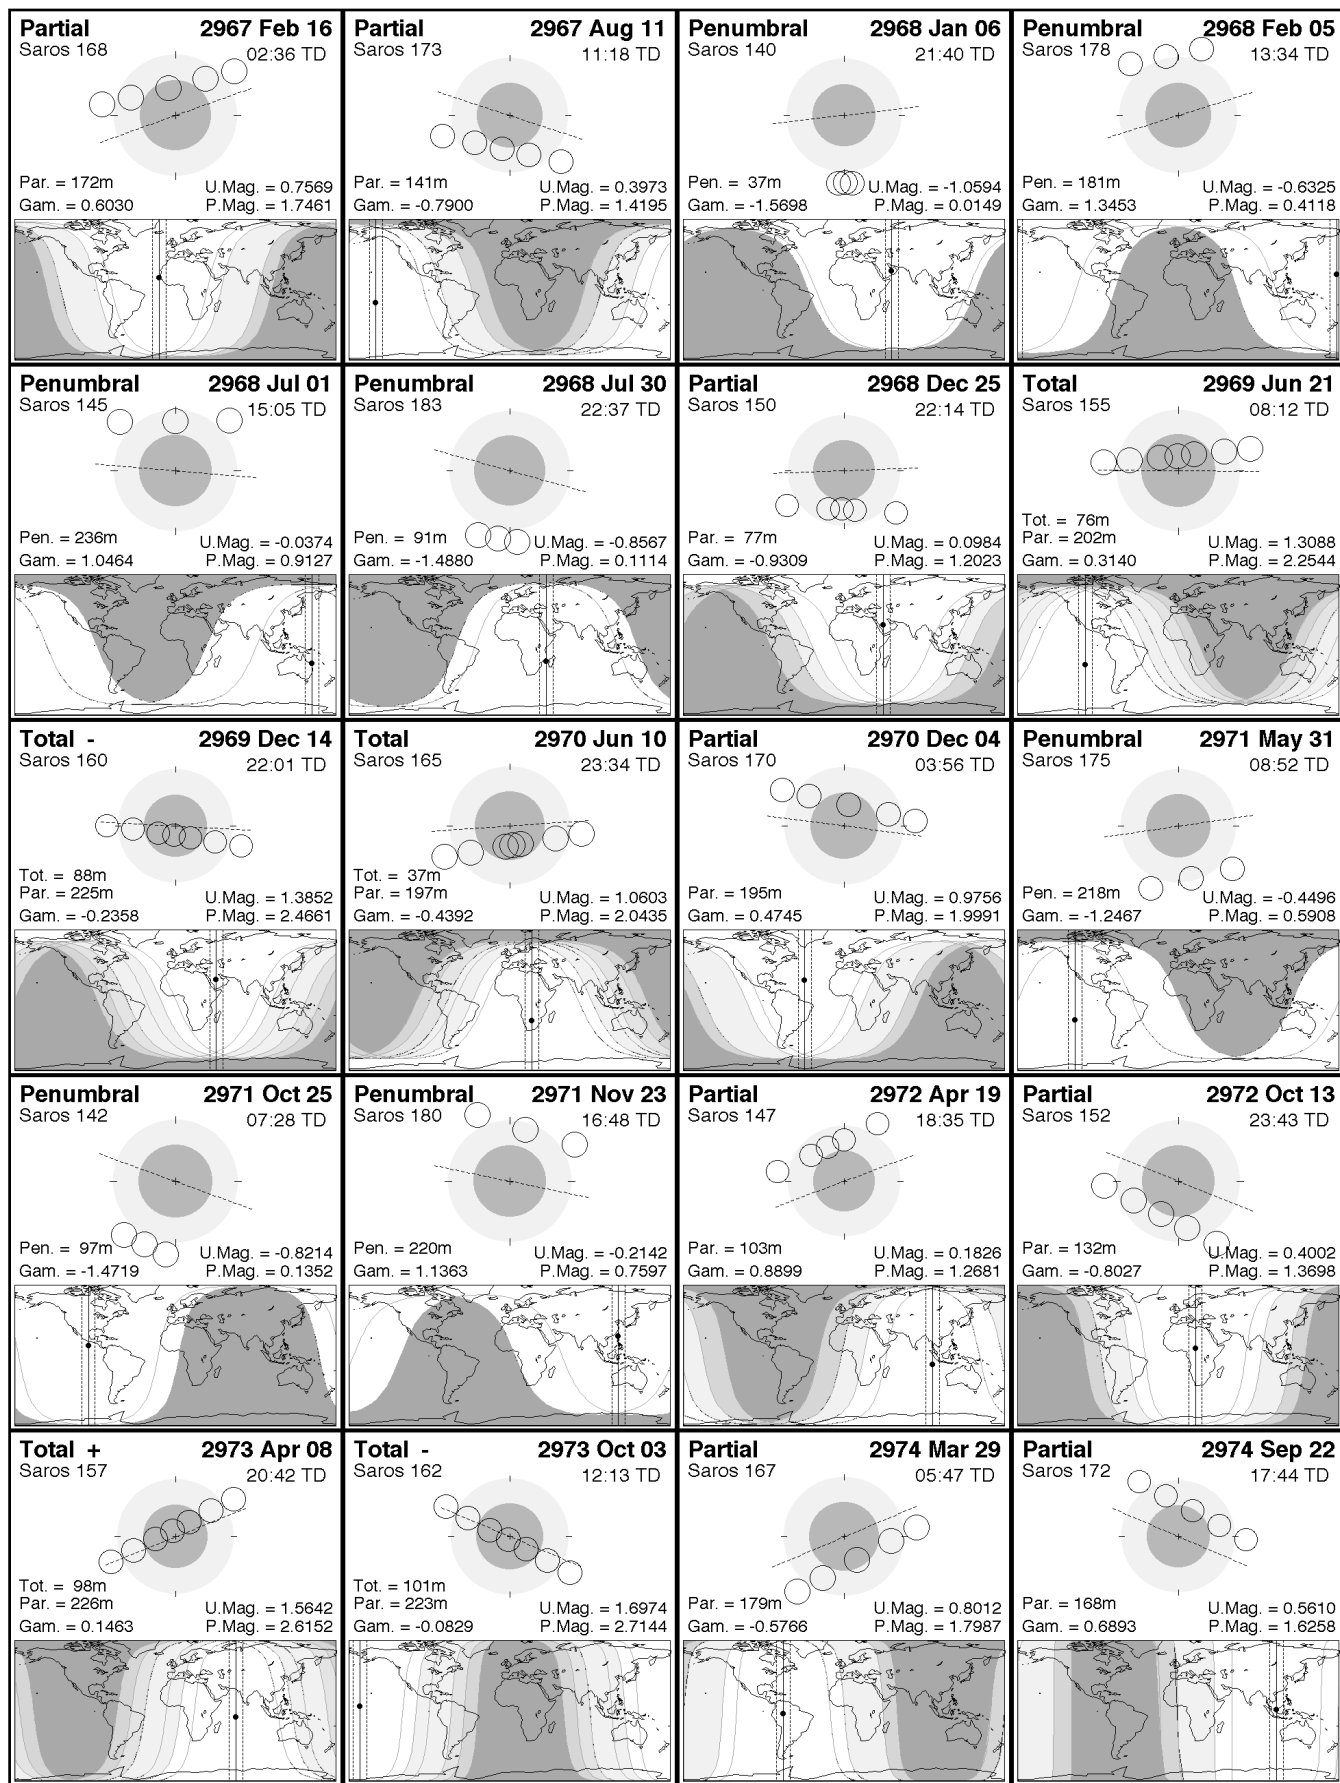 Partial 2967 Feb 16
Saros 168 02:36 TD
Par. = 172m U.Mag. = 0.7569
Gam. = 0.6030 P.Mag. = 1.7461
Partial 2967 Aug 11
Saros 173 11:18 TD
Par. = 141m U.Mag. = 0.3973
Gam. = -0.7900 P.Mag. = 1.4195
Penumbral 2968 Jan 06
Saros 140 21:40 TD
Pen. = 37m U.Mag. = -1.0594
Gam. = -1.5698 P.Mag. = 0.0149
Penumbral 2968 Feb 05
Saros 178 13:34 TD
Pen. = 181m U.Mag. = -0.6325
Gam. = 1.3453 P.Mag. = 0.4118
Penumbral 2968 Jul 01
Saros 145 15:05 TD
Pen. = 236m U.Mag. = -0.0374
Gam. = 1.0464 P.Mag. = 0.9127
Penumbral 2968 Jul 30
Saros 183 22:37 TD
Pen. = 91m U.Mag. = -0.8567
Gam. = -1.4880 P.Mag. = 0.1114
Partial 2968 Dec 25
Saros 150 22:14 TD
Par. = 77m U.Mag. = 0.0984
Gam. = -0.9309 P.Mag. = 1.2023
Total 2969 Jun 21
Saros 155 08:12 TD
Tot. = 76m
Par. = 202m U.Mag. = 1.3088
Gam. = 0.3140 P.Mag. = 2.2544
Total - 2969 Dec 14
Saros 160 22:01 TD
Tot. = 88m
Par. = 225m U.Mag. = 1.3852
Gam. = -0.2358 P.Mag. = 2.4661
Total 2970 Jun 10
Saros 165 23:34 TD
Tot. = 37m
Par. = 197m U.Mag. = 1.0603
Gam. = -0.4392 P.Mag. = 2.0435
Partial 2970 Dec 04
Saros 170 03:56 TD
Par. = 195m U.Mag. = 0.9756
Gam. = 0.4745 P.Mag. = 1.9991
Penumbral 2971 May 31
Saros 175 08:52 TD
Pen. = 218m U.Mag. = -0.4496
Gam. = -1.2467 P.Mag. = 0.5908
Penumbral 2971 Oct 25
Saros 142 07:28 TD
Pen. = 97m U.Mag. = -0.8214
Gam. = -1.4719 P.Mag. = 0.1352
Penumbral 2971 Nov 23
Saros 180 16:48 TD
Pen. = 220m U.Mag. = -0.2142
Gam. = 1.1363 P.Mag. = 0.7597
Partial 2972 Apr 19
Saros 147 18:35 TD
Par. = 103m U.Mag. = 0.1826
Gam. = 0.8899 P.Mag. = 1.2681
Partial 2972 Oct 13
Saros 152 23:43 TD
Par. = 132m U.Mag. = 0.4002
Gam. = -0.8027 P.Mag. = 1.3698
Total + 2973 Apr 08
Saros 157 20:42 TD
Tot. = 98m
Par. = 226m U.Mag. = 1.5642
Gam. = 0.1463 P.Mag. = 2.6152
Total - 2973 Oct 03
Saros 162 12:13 TD
Tot. = 101m
Par. = 223m U.Mag. = 1.6974
Gam. = -0.0829 P.Mag. = 2.7144
Partial 2974 Mar 29
Saros 167 05:47 TD
Par. = 179m U.Mag. = 0.8012
Gam. = -0.5766 P.Mag. = 1.7987
Partial 2974 Sep 22
Saros 172 17:44 TD
Par. = 168m U.Mag. = 0.5610
Gam. = 0.6893 P.Mag. = 1.6258